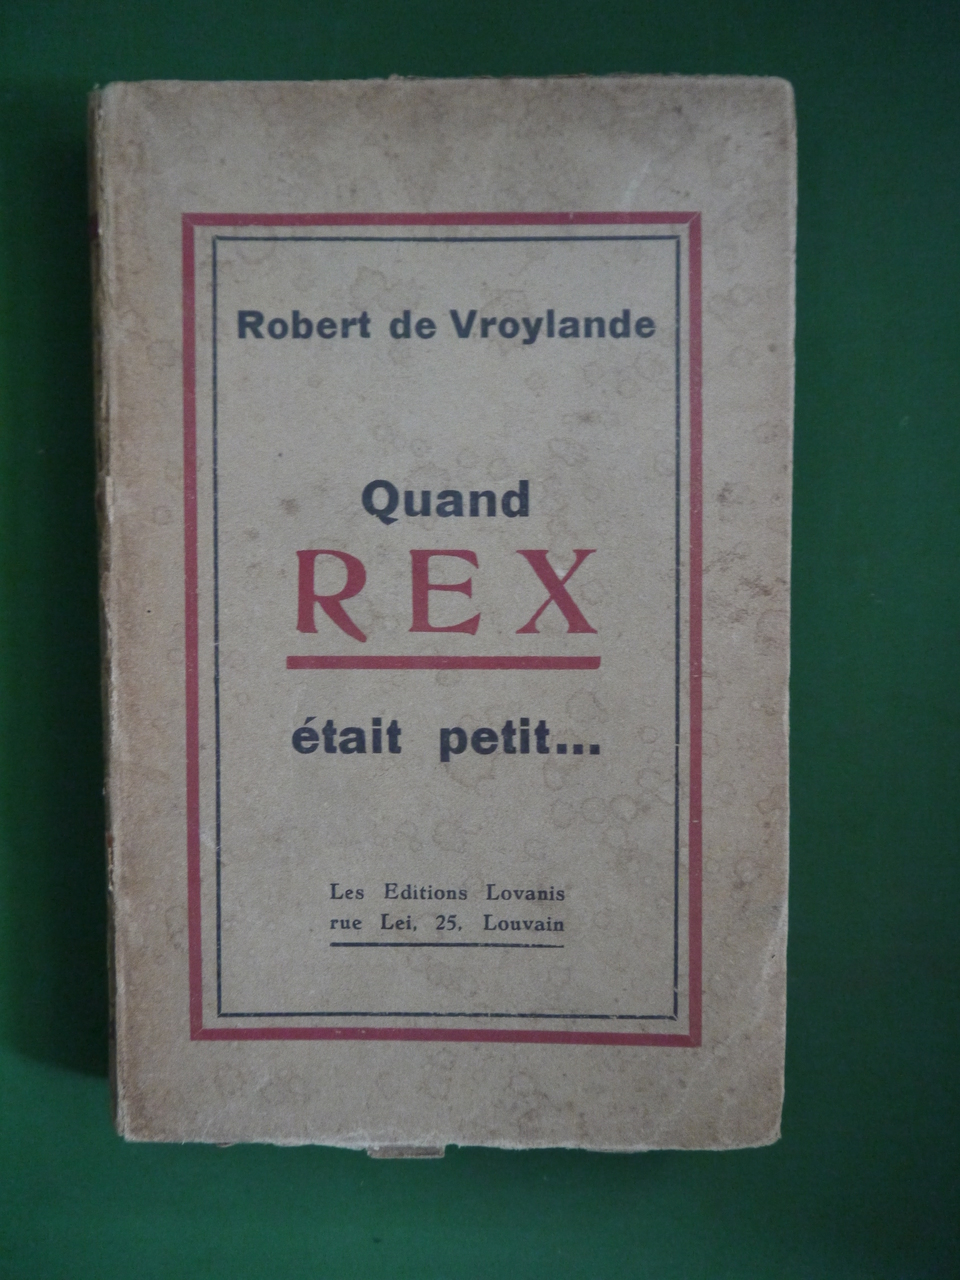 Robert de Vroylande
Quand
REX
était petit...
Les Editions Lovanis
rue Lei, 25, Louvain